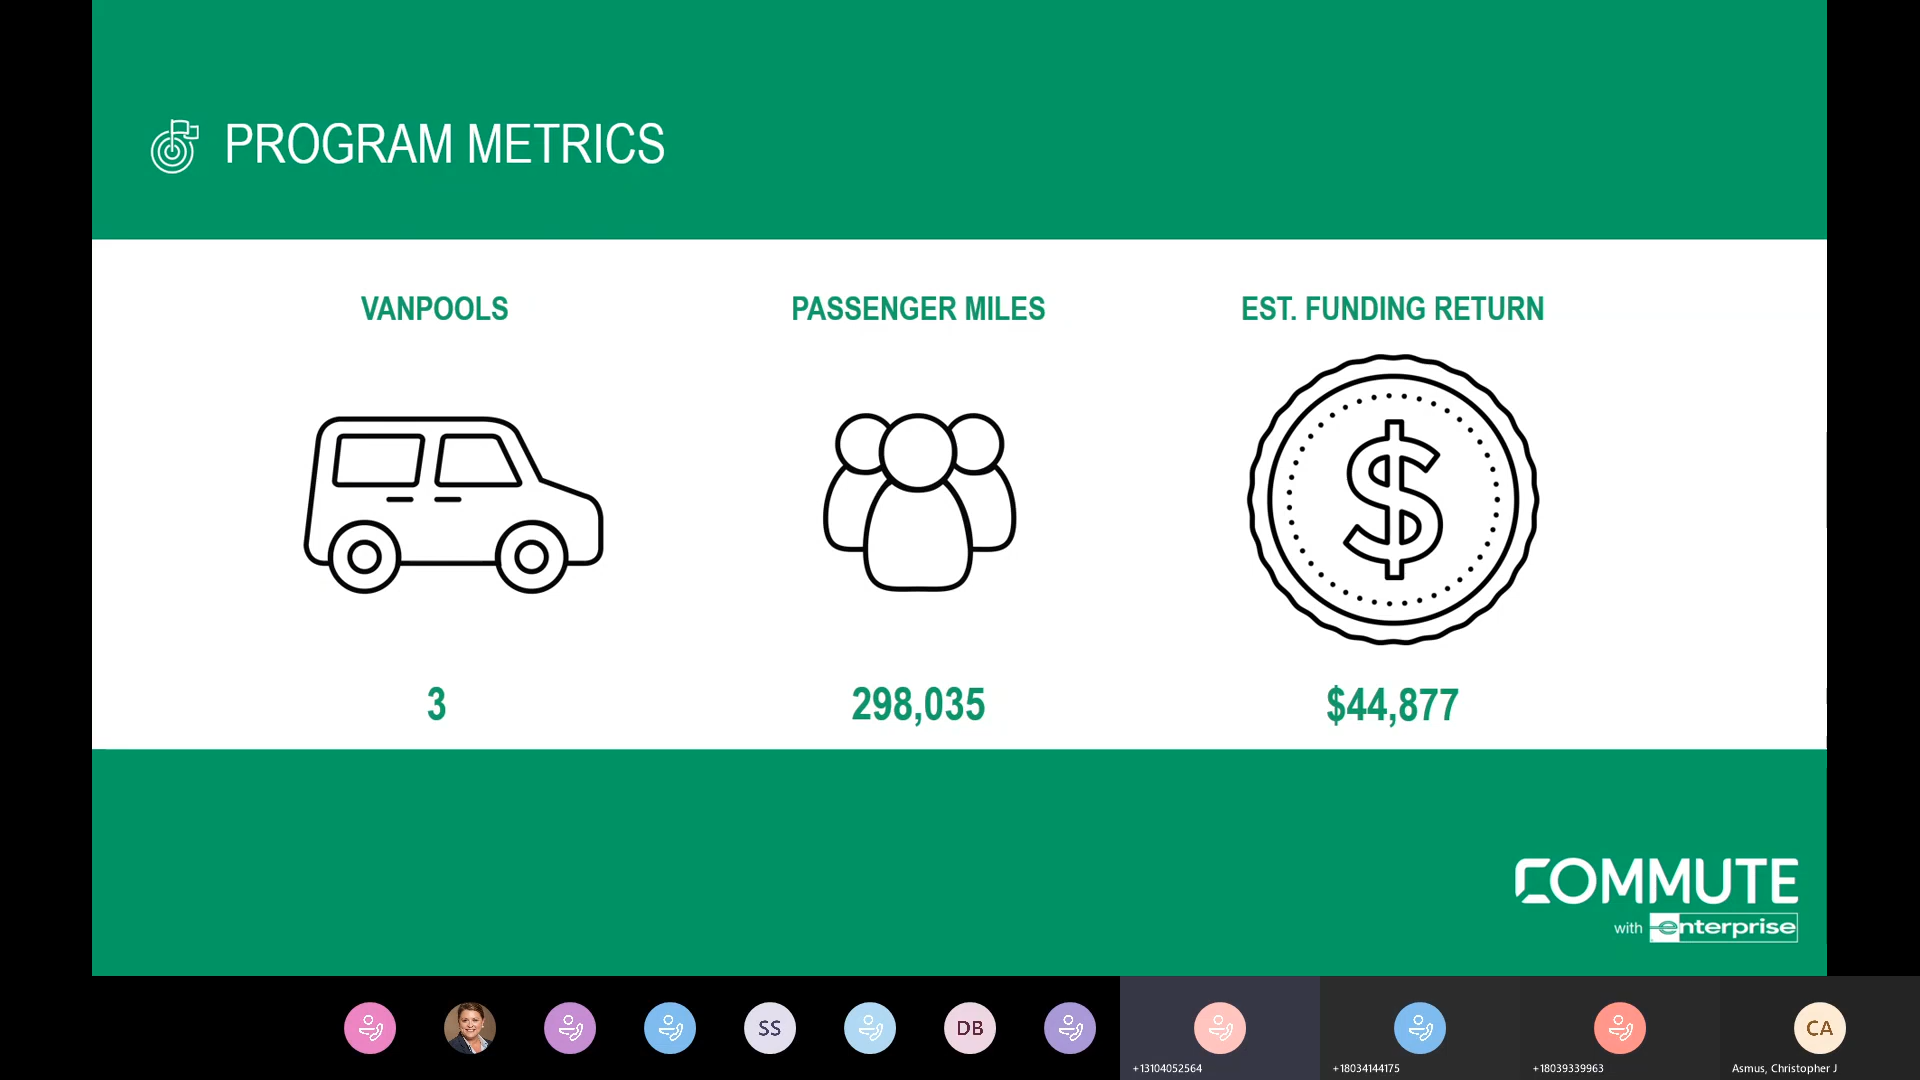 PROGRAM METRICS
VANPOOLS
PASSENGER MILES
EST. FUNDING RETURN
$
3
298,035
$44,877
COMMUTE
with enterprise
SS
DB
CA
+13104052564
+18034144175
+18039339963
Asmus, Christopher J